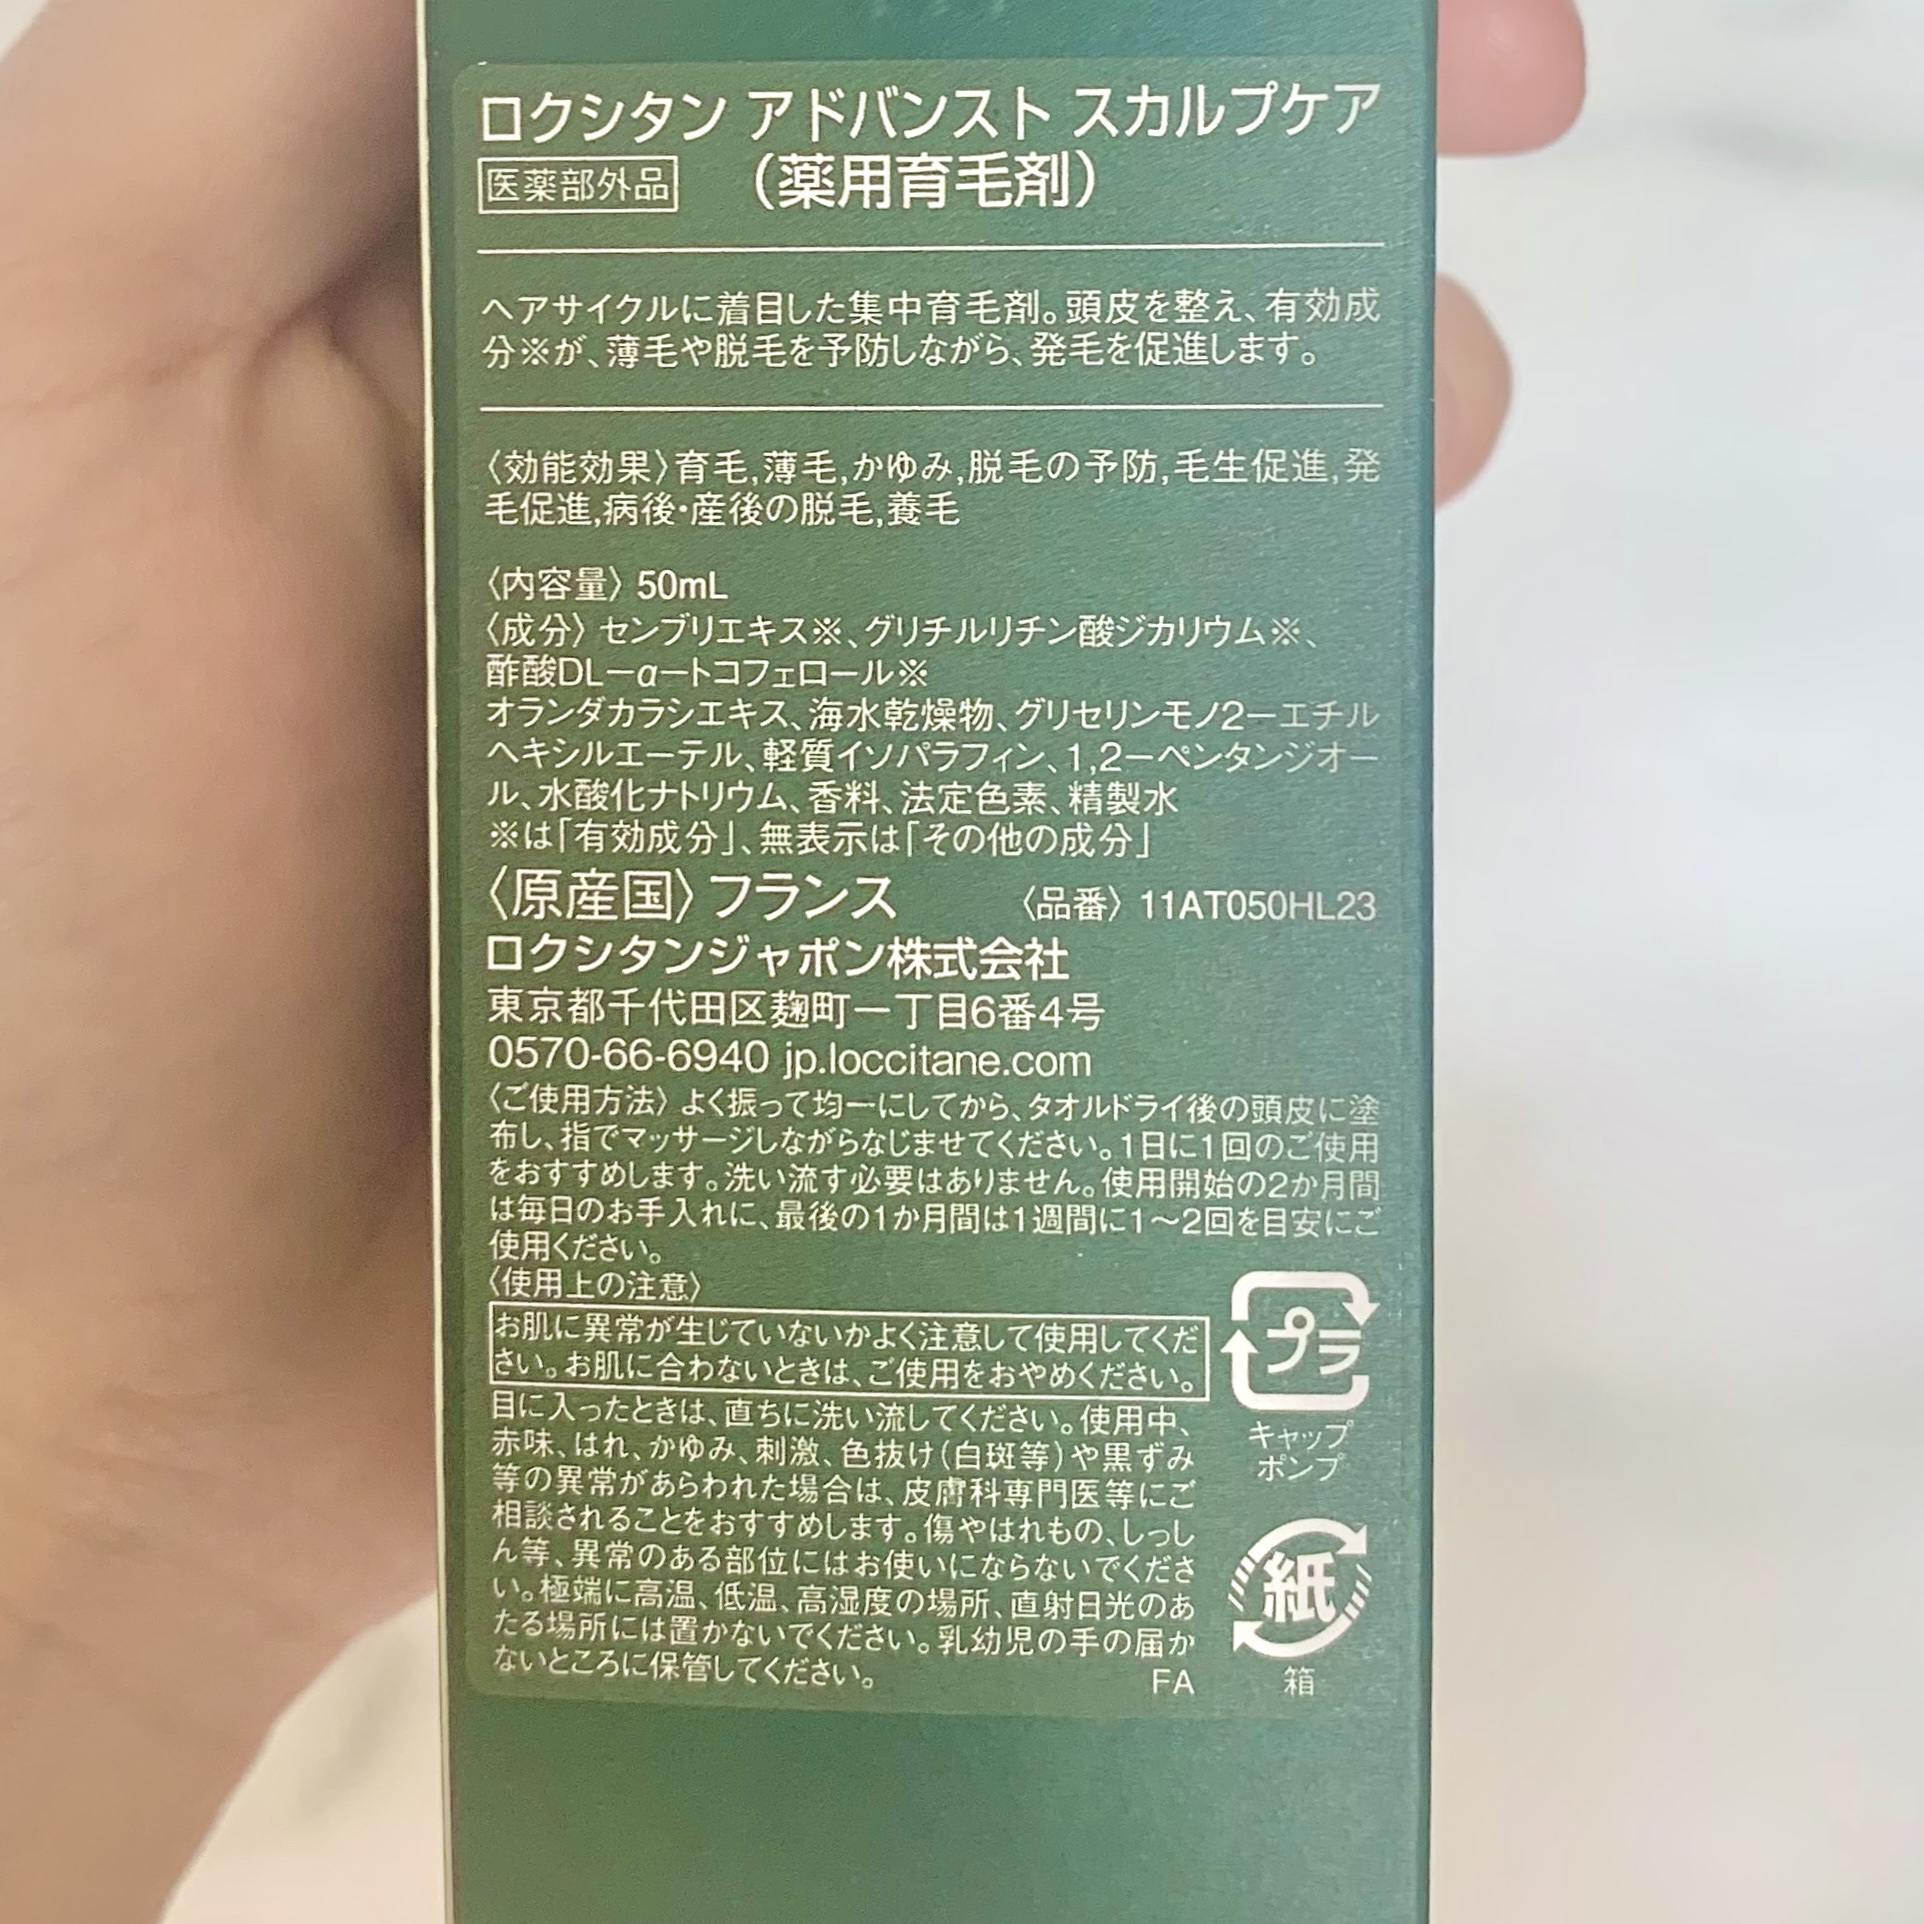 ロクシタン アドバンスト スカルプケア
医薬部外品 (薬用育毛剤)
ヘアサイクルに着目した集中育毛剤。頭皮を整え、有効成
分※が、薄毛や脱毛を予防しながら、発毛を促進します。
〈効能効果〉育毛,薄毛,かゆみ,脱毛の予防,毛生促進,発
毛促進,病後・産後の脱毛,養毛
〈内容量〉 50mL
〈成分〉 センブリエキス※、グリチルリチン酸ジカリウム※、
酢酸DL－α－トコフェロール※
オランダカラシエキス、海水乾燥物、グリセリンモノ2－エチル
ヘキシルエーテル、軽質イソパラフィン、1,2－ペンタンジオー
ル、水酸化ナトリウム、香料、法定色素、精製水
※は「有効成分」、無表示は「その他の成分」
〈原産国〉フランス 〈品番〉 11AT050HL23
ロクシタンジャポン株式会社
東京都千代田区麹町一丁目6番4号
0570-66-6940 jp.loccitane.com
〈ご使用方法〉 よく振って均一にしてから、タオルドライ後の頭皮に塗
布し、指でマッサージしながらなじませてください。1日に1回のご使用
をおすすめします。洗い流す必要はありません。使用開始の2か月間
は毎日のお手入れに、最後の1か月間は1週間に1〜2回を目安にご
使用ください。
〈使用上の注意〉
お肌に異常が生じていないかよく注意して使用してくだ
さい。お肌に合わないときは、ご使用をおやめください。
目に入ったときは、直ちに洗い流してください。使用中、
赤味、はれ、かゆみ、刺激、色抜け(白斑等)や黒ずみ
等の異常があらわれた場合は、皮膚科専門医等にご
相談されることをおすすめします。傷やはれもの、しっし
ん等、異常のある部位にはお使いにならないでくださ
い。極端に高温、低温、高湿度の場所、直射日光のあ
たる場所には置かないでください。乳幼児の手の届か
ないところに保管してください。 FA
プラ
キャップ
ポンプ
紙
箱